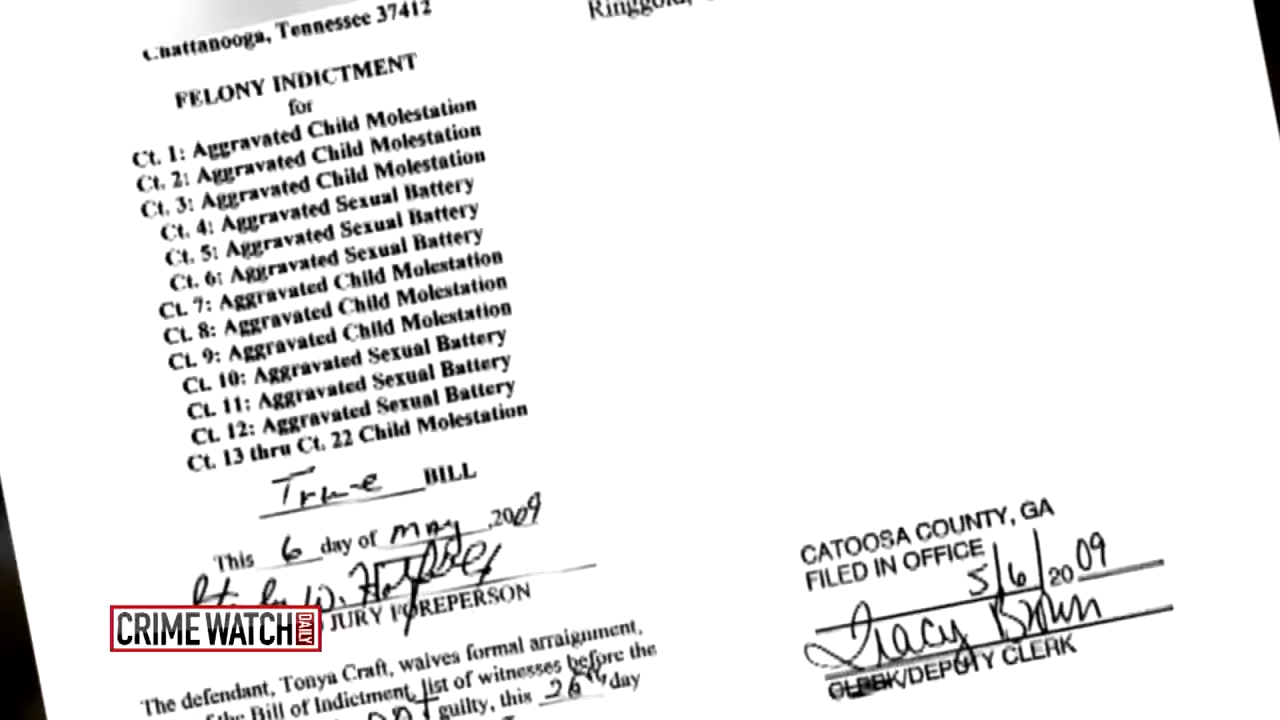 Chattanooga, Tennessee 37412
Ringgold,
FELONY INDICTMENT
for
Ct. 1: Aggravated Child Molestation
Ct. 2: Aggravated Child Molestation
Ct. 3: Aggravated Child Molestation
Ct. 4: Aggravated Sexual Battery
Ct. 5: Aggravated Sexual Battery
Ct. 6: Aggravated Sexual Battery
Ct. 7: Aggravated Child Molestation
Ct. 8: Aggravated Child Molestation
Ct. 9: Aggravated Child Molestation
Ct. 10: Aggravated Sexual Battery
Ct. 11: Aggravated Sexual Battery
Ct. 12: Aggravated Sexual Battery
Ct. 13 thru Ct. 22 Child Molestation
True BILL
This 6 day of may, 2009
JURY FOREPERSON
CRIME WATCH DAILY
The defendant, Tonya Craft, waives formal arraignment,
of the Bill of Indictment, list of witnesses before the
not guilty, this 26th day
CATOOSA COUNTY, GA
FILED IN OFFICE
5/6/2009
Tracy Brown
CLERK/DEPUTY CLERK